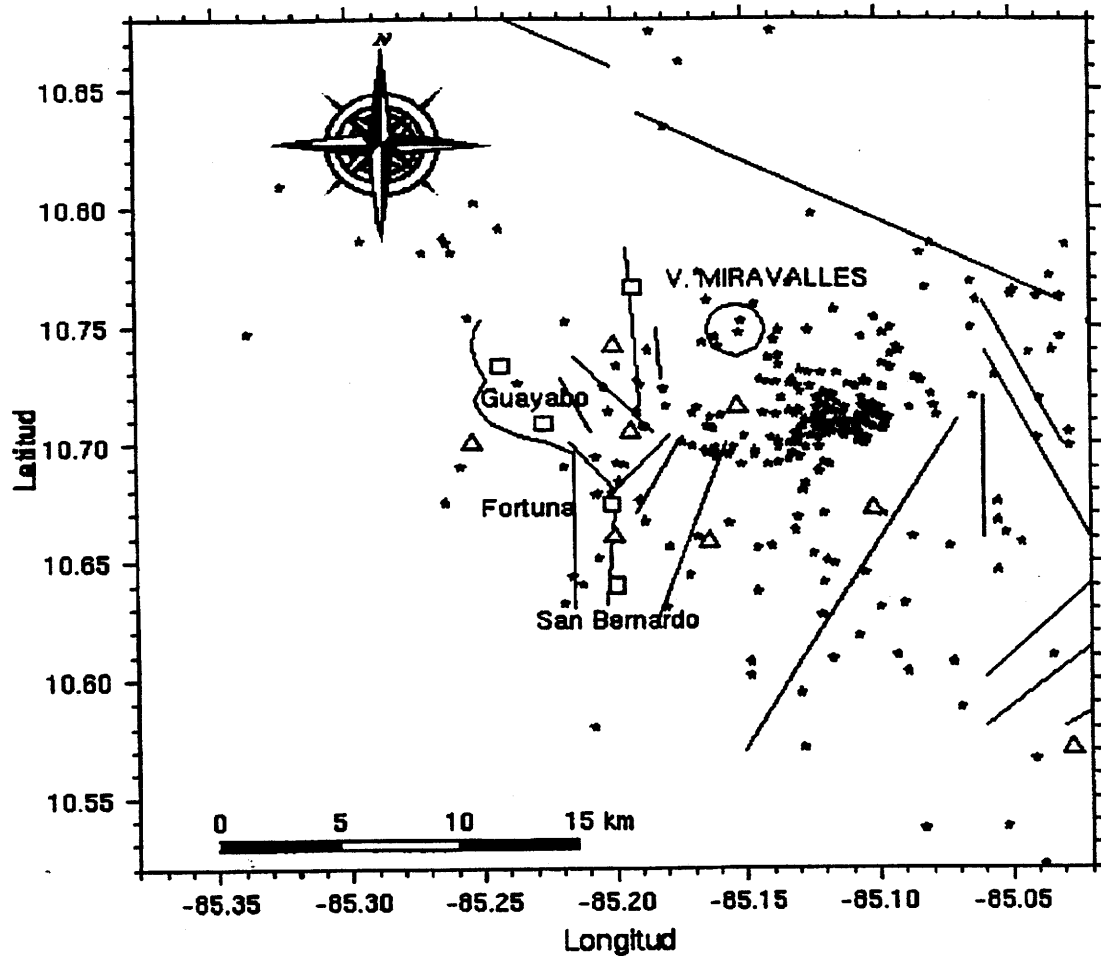 N
10.85
10.80
V. MIRAVALLES
10.75
Guayabo
10.70
Fortuna
10.65
San Bernardo
10.60
10.55
0 5 10 15 km
-85.35 -85.30 -85.25 -85.20 -85.15 -85.10 -85.05
Longitud
Latitud